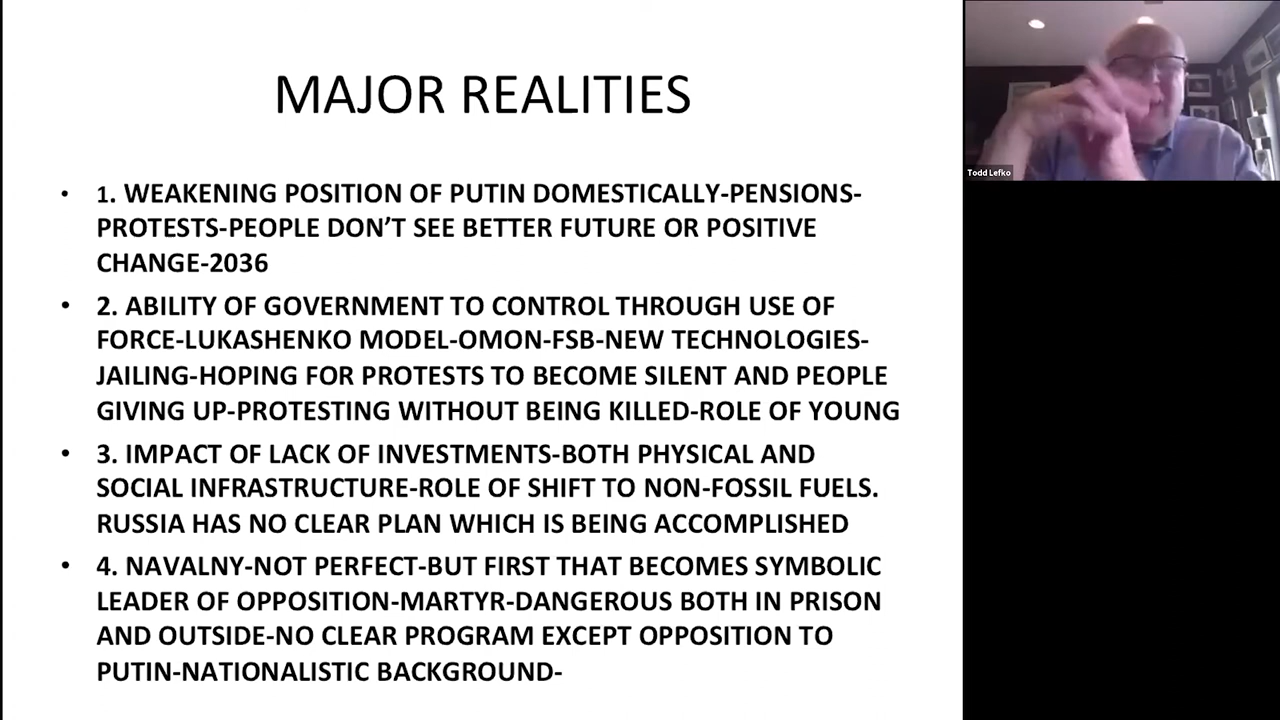 MAJOR REALITIES
• 1. WEAKENING POSITION OF PUTIN DOMESTICALLY-PENSIONS-
PROTESTS-PEOPLE DON’T SEE BETTER FUTURE OR POSITIVE
CHANGE-2036
• 2. ABILITY OF GOVERNMENT TO CONTROL THROUGH USE OF
FORCE-LUKASHENKO MODEL-OMON-FSB-NEW TECHNOLOGIES-
JAILING-HOPING FOR PROTESTS TO BECOME SILENT AND PEOPLE
GIVING UP-PROTESTING WITHOUT BEING KILLED-ROLE OF YOUNG
• 3. IMPACT OF LACK OF INVESTMENTS-BOTH PHYSICAL AND
SOCIAL INFRASTRUCTURE-ROLE OF SHIFT TO NON-FOSSIL FUELS.
RUSSIA HAS NO CLEAR PLAN WHICH IS BEING ACCOMPLISHED
• 4. NAVALNY-NOT PERFECT-BUT FIRST THAT BECOMES SYMBOLIC
LEADER OF OPPOSITION-MARTYR-DANGEROUS BOTH IN PRISON
AND OUTSIDE-NO CLEAR PROGRAM EXCEPT OPPOSITION TO
PUTIN-NATIONALISTIC BACKGROUND-
Todd Lefko